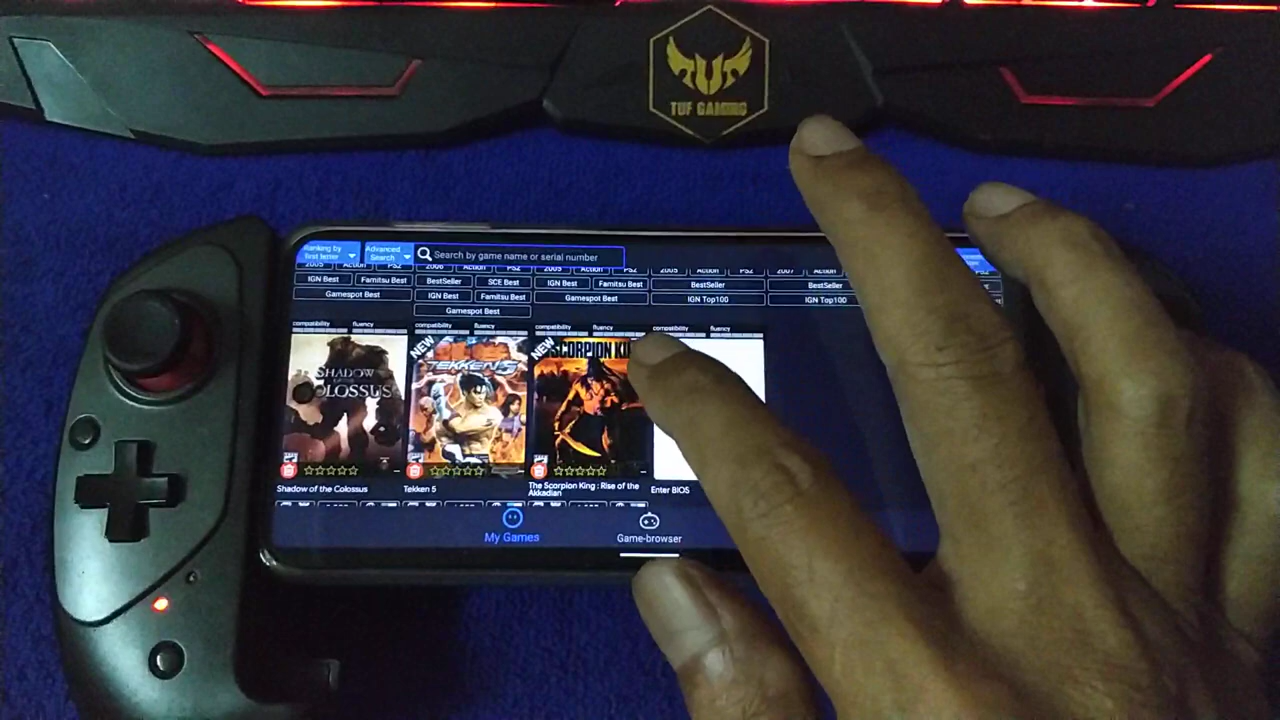 TUF GAMING
Ranking by
first letter
Advanced
Search
Search by game name or serial number
2005 Action PS2
2006 Action PS2
2005 Action PS2
2007 Action
PS2
IGN Best Famitsu Best
BestSeller SCE Best
IGN Best Famitsu Best
BestSeller
BestSeller
Gamespot Best
IGN Best Famitsu Best
Gamespot Best
IGN Top100
IGN Top100
Gamespot Best
compatibility fluency
compatibility fluency
compatibility fluency
compatibility fluency
SHADOW
COLOSSUS
NEW
TEKKEN 5
NEW
SCORPION KI
Shadow of the Colossus
Tekken 5
The Scorpion King : Rise of the
Akkadian
Enter BIOS
My Games
Game-browser